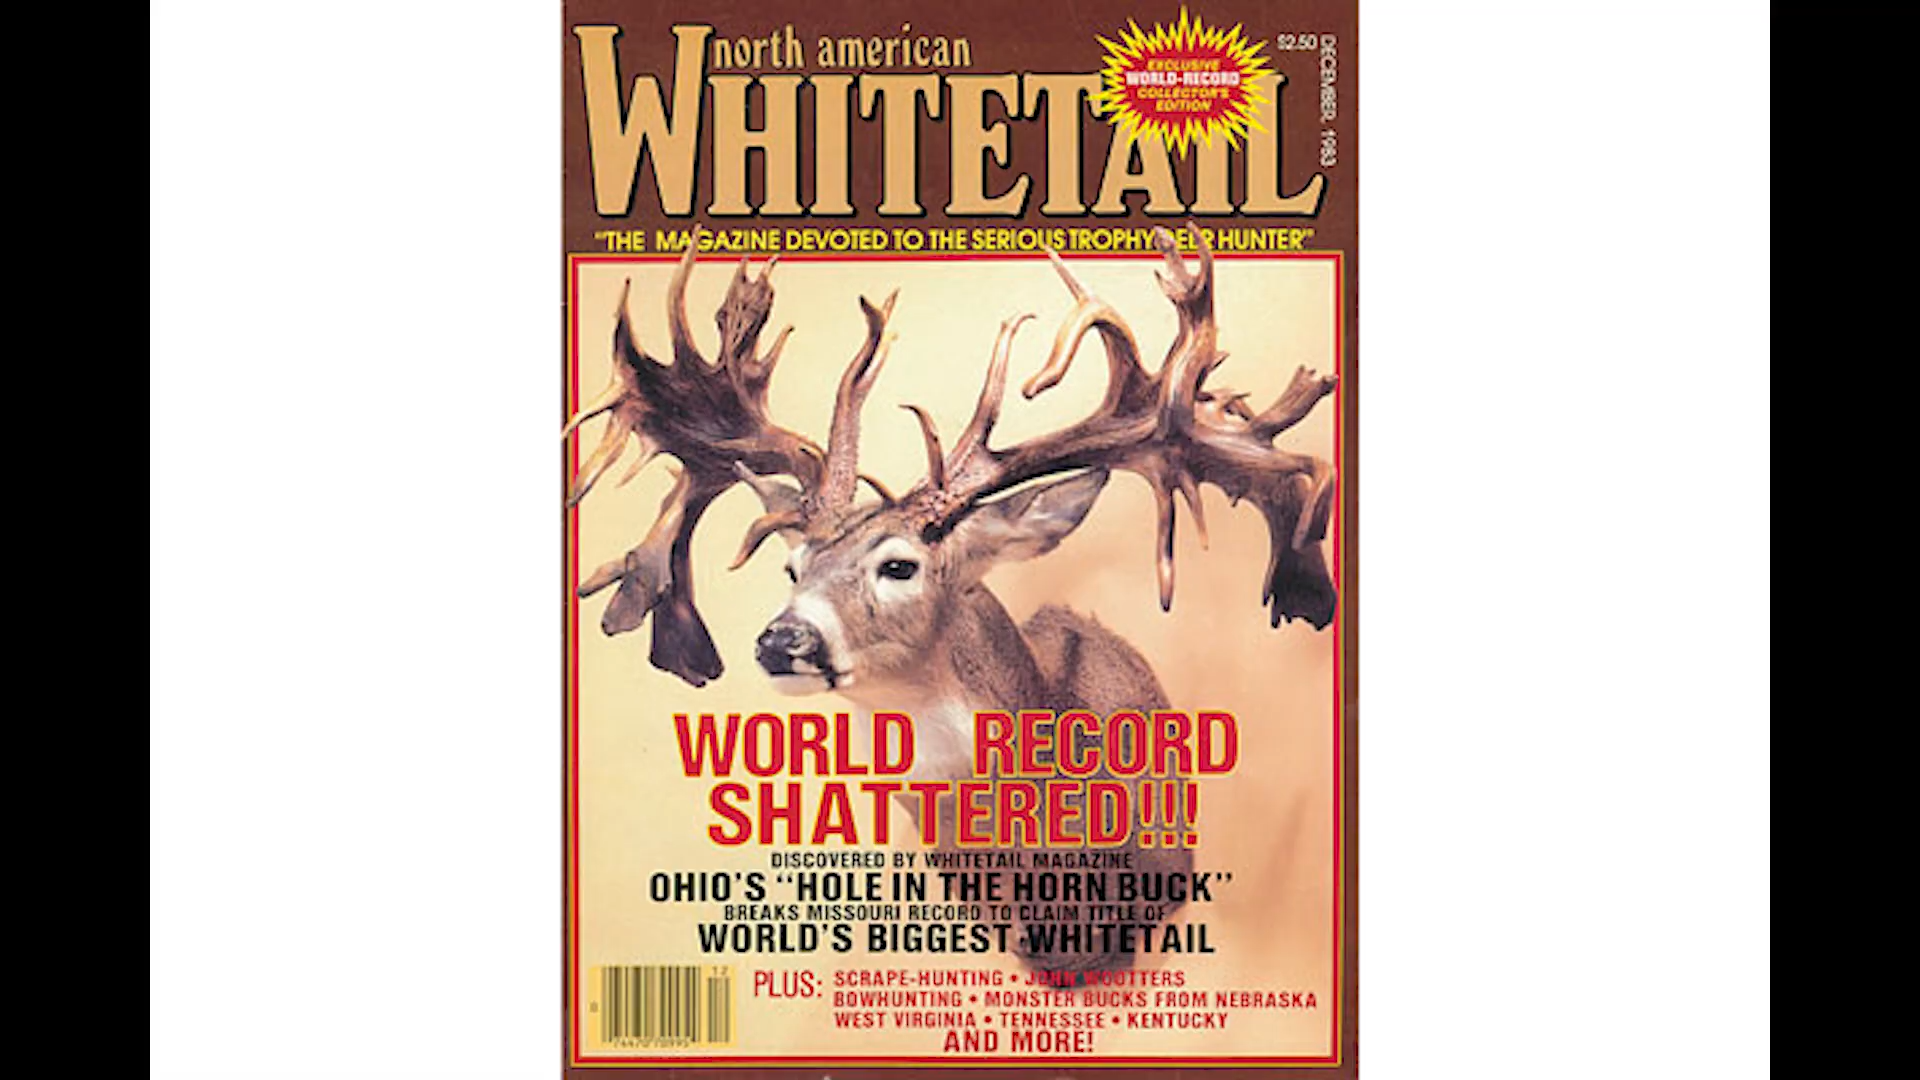 north american
WHITETAIL
EXCLUSIVE
WORLD-RECORD
COLLECTOR'S
EDITION
$2.50
DECEMBER, 1983
"THE MAGAZINE DEVOTED TO THE SERIOUS TROPHY DEER HUNTER"
WORLD RECORD
SHATTERED!!!
DISCOVERED BY WHITETAIL MAGAZINE
OHIO'S "HOLE IN THE HORN BUCK"
BREAKS MISSOURI RECORD TO CLAIM TITLE OF
WORLD'S BIGGEST WHITETAIL
12
PLUS: SCRAPE-HUNTING • JOHN WOOTTERS
BOWHUNTING • MONSTER BUCKS FROM NEBRASKA
WEST VIRGINIA • TENNESSEE • KENTUCKY
AND MORE!